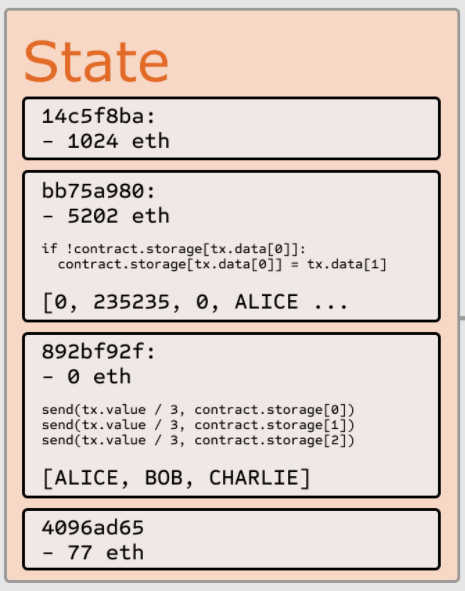 State
14c5f8ba:
- 1024 eth
bb75a980:
- 5202 eth
if !contract.storage[tx.data[0]]:
  contract.storage[tx.data[0]] = tx.data[1]
[0, 235235, 0, ALICE ...
892bf92f:
- 0 eth
send(tx.value / 3, contract.storage[0])
send(tx.value / 3, contract.storage[1])
send(tx.value / 3, contract.storage[2])
[ALICE, BOB, CHARLIE]
4096ad65
- 77 eth